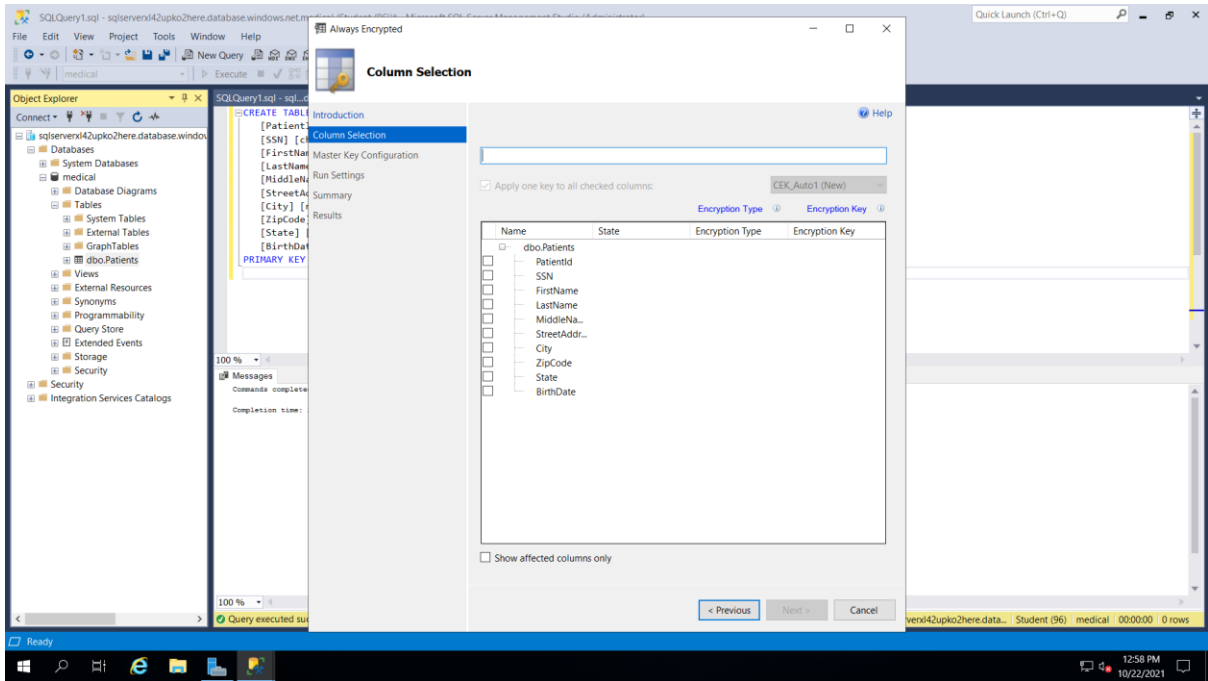 SQLQuery1.sql - sqlserverxl42upko2here.database.windows.net.medical (Student (96))* - Microsoft SQL Server Management Studio (Administrator)
Quick Launch (Ctrl+Q)
File Edit View Project Tools Window Help
New Query
medical
Execute
Object Explorer
Connect
sqlserverxl42upko2here.database.window
Databases
System Databases
medical
Database Diagrams
Tables
System Tables
External Tables
GraphTables
dbo.Patients
Views
External Resources
Synonyms
Programmability
Query Store
Extended Events
Storage
Security
Security
Integration Services Catalogs
SQLQuery1.sql - sql...
CREATE TABL
[Patient
[SSN] [c
[FirstNa
[LastName
[MiddleNa
[StreetAd
[City] [
[ZipCode
[State] [
[BirthDat
PRIMARY KEY
100 %
Messages
Commands complete
Completion time:
100 %
Query executed su
Always Encrypted
Column Selection
Introduction
Column Selection
Master Key Configuration
Run Settings
Summary
Results
Help
Apply one key to all checked columns:
CEK_Auto1 (New)
Encryption Type Encryption Key
Name State Encryption Type Encryption Key
dbo.Patients
PatientId
SSN
FirstName
LastName
MiddleNa...
StreetAddr...
City
ZipCode
State
BirthDate
Show affected columns only
< Previous Next > Cancel
verxl42upko2here.data... Student (96) medical 00:00:00 0 rows
Ready
12:58 PM
10/22/2021